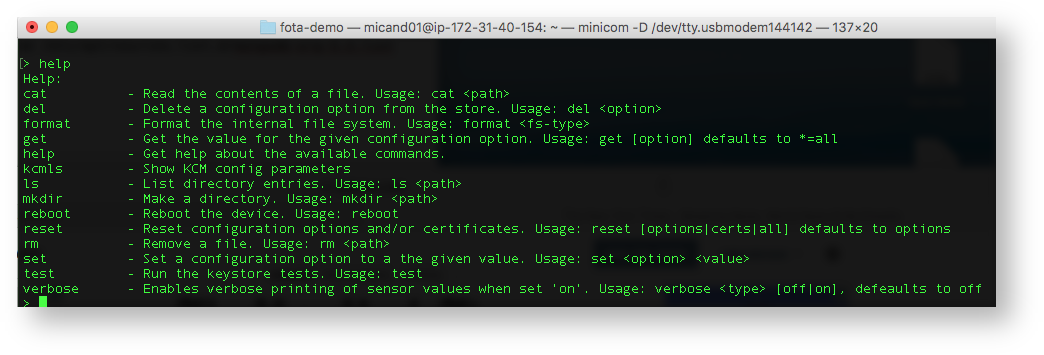 fota-demo — micand01@ip-172-31-40-154: ~ — minicom -D /dev/tty.usbmodem144142 — 137×20
[> help
Help:
cat - Read the contents of a file. Usage: cat <path>
del - Delete a configuration option from the store. Usage: del <option>
format - Format the internal file system. Usage: format <fs-type>
get - Get the value for the given configuration option. Usage: get [option] defaults to *=all
help - Get help about the available commands.
kcmls - Show KCM config parameters
ls - List directory entries. Usage: ls <path>
mkdir - Make a directory. Usage: mkdir <path>
reboot - Reboot the device. Usage: reboot
reset - Reset configuration options and/or certificates. Usage: reset [options|certs|all] defaults to options
rm - Remove a file. Usage: rm <path>
set - Set a configuration option to a the given value. Usage: set <option> <value>
test - Run the keystore tests. Usage: test
verbose - Enables verbose printing of sensor values when set 'on'. Usage: verbose <type> [off|on], defeaults to off
>